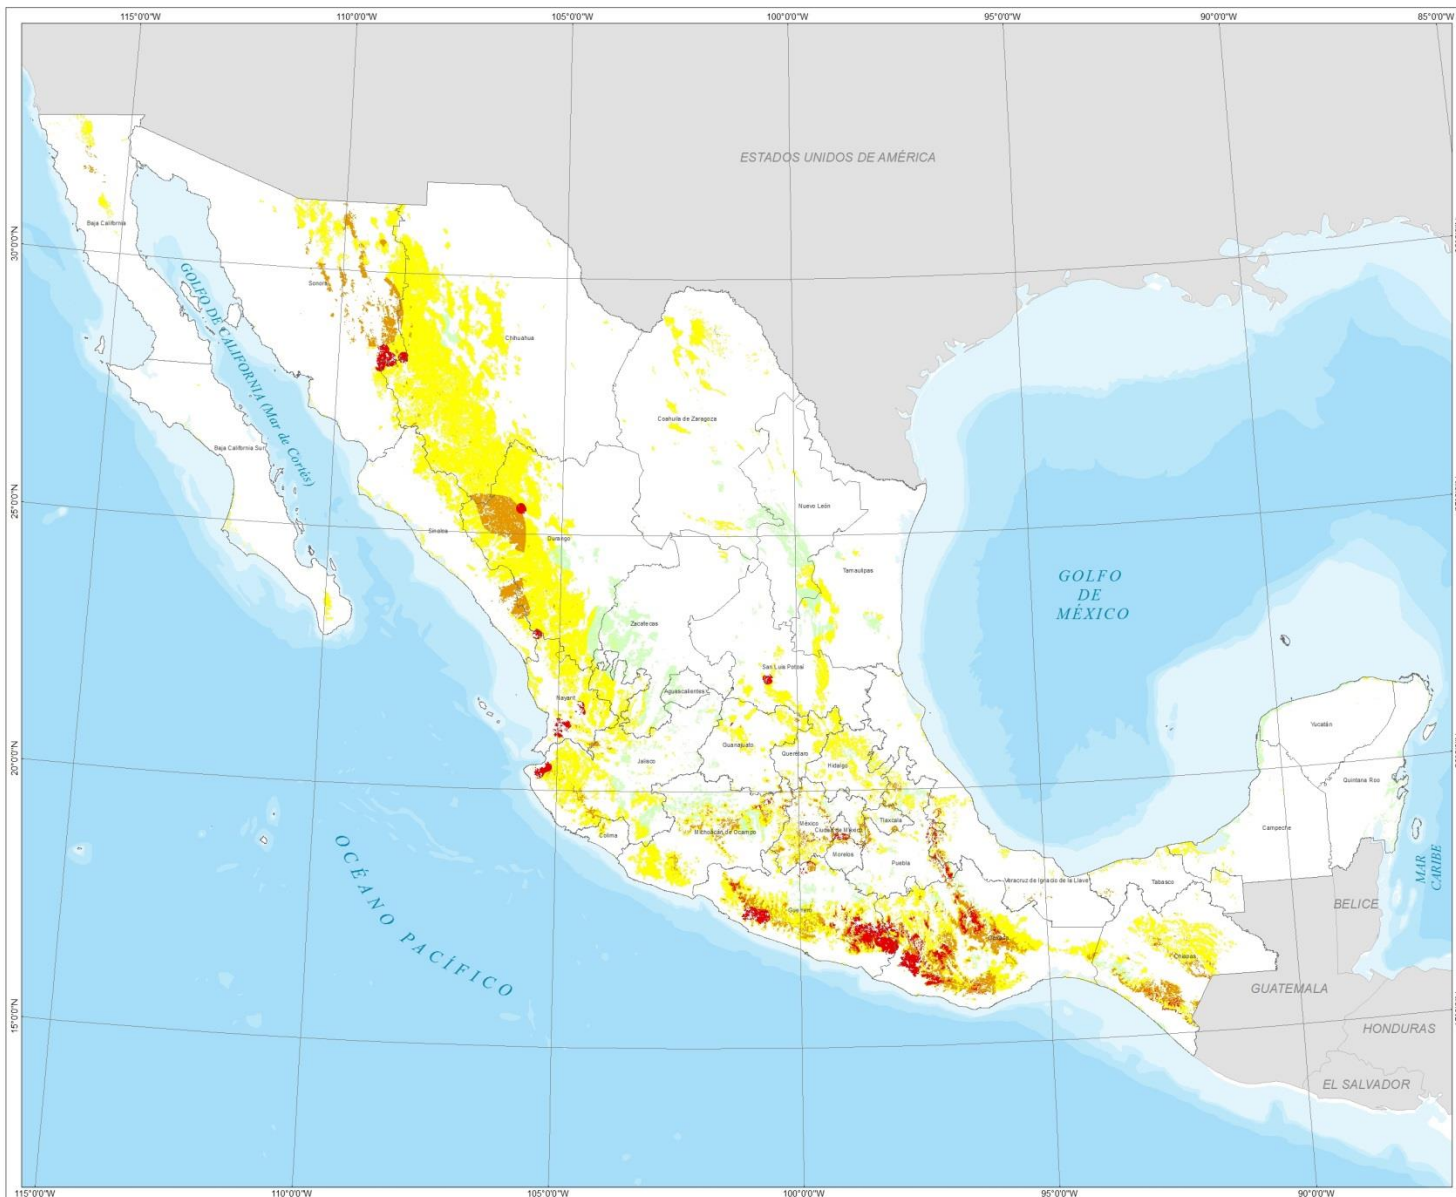 115°0'0"W
110°0'0"W
105°0'0"W
100°0'0"W
95°0'0"W
90°0'0"W
85°0'0"W
ESTADOS UNIDOS DE AMÉRICA
Baja California
30°0'0"N
GOLFO DE CALIFORNIA (Mar de Cortés)
Sonora
Chihuahua
Coahuila de Zaragoza
Baja California Sur
25°0'0"N
Nuevo León
Sinaloa
Durango
Tamaulipas
GOLFO
DE
MÉXICO
Zacatecas
San Luis Potosí
Aguascalientes
Nayarit
Yucatán
20°0'0"N
Guanajuato
Querétaro
Jalisco
Hidalgo
Quintana Roo
Tlaxcala
México
Ciudad de México
Michoacán de Ocampo
Colima
Campeche
Morelos
Puebla
Veracruz de Ignacio de la Llave
Tabasco
MAR
CARIBE
BELICE
Guerrero
Oaxaca
Chiapas
OCÉANO PACÍFICO
GUATEMALA
15°0'0"N
HONDURAS
EL SALVADOR
115°0'0"W
110°0'0"W
105°0'0"W
100°0'0"W
95°0'0"W
90°0'0"W